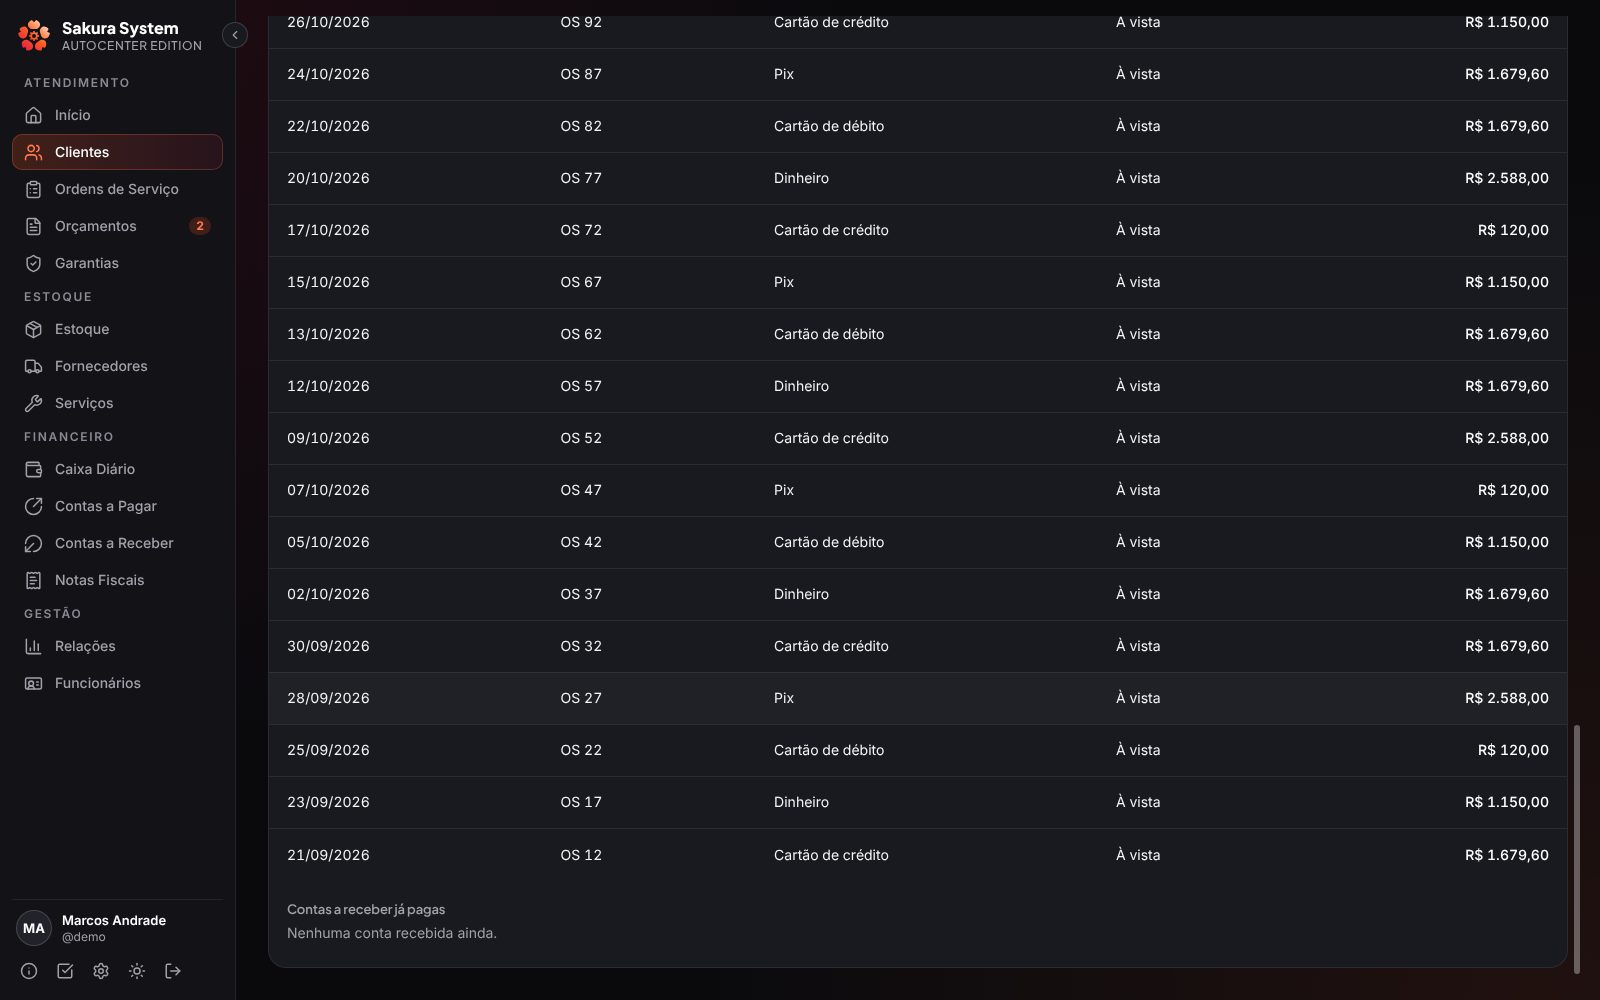 Sakura System
AUTOCENTER EDITION
ATENDIMENTO
Início
Clientes
Ordens de Serviço
Orçamentos 2
Garantias
ESTOQUE
Estoque
Fornecedores
Serviços
FINANCEIRO
Caixa Diário
Contas a Pagar
Contas a Receber
Notas Fiscais
GESTÃO
Relações
Funcionários
MA
Marcos Andrade
@demo
26/10/2026 OS 92 Cartão de crédito À vista R$ 1.150,00
24/10/2026 OS 87 Pix À vista R$ 1.679,60
22/10/2026 OS 82 Cartão de débito À vista R$ 1.679,60
20/10/2026 OS 77 Dinheiro À vista R$ 2.588,00
17/10/2026 OS 72 Cartão de crédito À vista R$ 120,00
15/10/2026 OS 67 Pix À vista R$ 1.150,00
13/10/2026 OS 62 Cartão de débito À vista R$ 1.679,60
12/10/2026 OS 57 Dinheiro À vista R$ 1.679,60
09/10/2026 OS 52 Cartão de crédito À vista R$ 2.588,00
07/10/2026 OS 47 Pix À vista R$ 120,00
05/10/2026 OS 42 Cartão de débito À vista R$ 1.150,00
02/10/2026 OS 37 Dinheiro À vista R$ 1.679,60
30/09/2026 OS 32 Cartão de crédito À vista R$ 1.679,60
28/09/2026 OS 27 Pix À vista R$ 2.588,00
25/09/2026 OS 22 Cartão de débito À vista R$ 120,00
23/09/2026 OS 17 Dinheiro À vista R$ 1.150,00
21/09/2026 OS 12 Cartão de crédito À vista R$ 1.679,60
Contas a receber já pagas
Nenhuma conta recebida ainda.